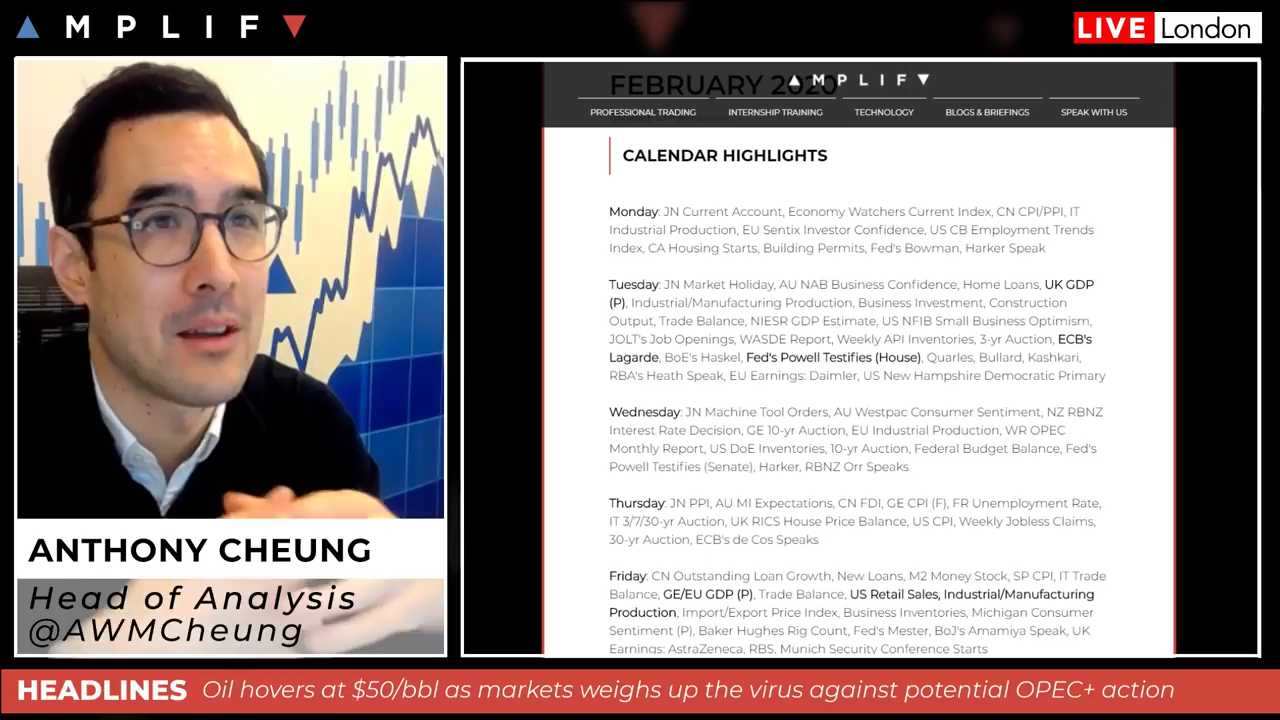 AMPLIFY
LIVE London
FEBRUARY 2020
AMPLIFY
PROFESSIONAL TRADING
INTERNSHIP TRAINING
TECHNOLOGY
BLOGS & BRIEFINGS
SPEAK WITH US
CALENDAR HIGHLIGHTS
Monday: JN Current Account, Economy Watchers Current Index, CN CPI/PPI, IT
Industrial Production, EU Sentix Investor Confidence, US CB Employment Trends
Index, CA Housing Starts, Building Permits, Fed's Bowman, Harker Speak
Tuesday: JN Market Holiday, AU NAB Business Confidence, Home Loans, UK GDP
(P), Industrial/Manufacturing Production, Business Investment, Construction
Output, Trade Balance, NIESR GDP Estimate, US NFIB Small Business Optimism,
JOLT's Job Openings, WASDE Report, Weekly API Inventories, 3-yr Auction, ECB's
Lagarde, BoE's Haskel, Fed's Powell Testifies (House), Quarles, Bullard, Kashkari,
RBA's Heath Speak, EU Earnings: Daimler, US New Hampshire Democratic Primary
Wednesday: JN Machine Tool Orders, AU Westpac Consumer Sentiment, NZ RBNZ
Interest Rate Decision, GE 10-yr Auction, EU Industrial Production, WR OPEC
Monthly Report, US DoE Inventories, 10-yr Auction, Federal Budget Balance, Fed's
Powell Testifies (Senate), Harker, RBNZ Orr Speaks
Thursday: JN PPI, AU MI Expectations, CN FDI, GE CPI (F), FR Unemployment Rate,
IT 3/7/30-yr Auction, UK RICS House Price Balance, US CPI, Weekly Jobless Claims,
30-yr Auction, ECB's de Cos Speaks
Friday: CN Outstanding Loan Growth, New Loans, M2 Money Stock, SP CPI, IT Trade
Balance, GE/EU GDP (P), Trade Balance, US Retail Sales, Industrial/Manufacturing
Production, Import/Export Price Index, Business Inventories, Michigan Consumer
Sentiment (P), Baker Hughes Rig Count, Fed's Mester, BoJ's Amamiya Speak, UK
Earnings: AstraZeneca, RBS, Munich Security Conference Starts
ANTHONY CHEUNG
Head of Analysis
@AWMCheung
HEADLINES Oil hovers at $50/bbl as markets weighs up the virus against potential OPEC+ action